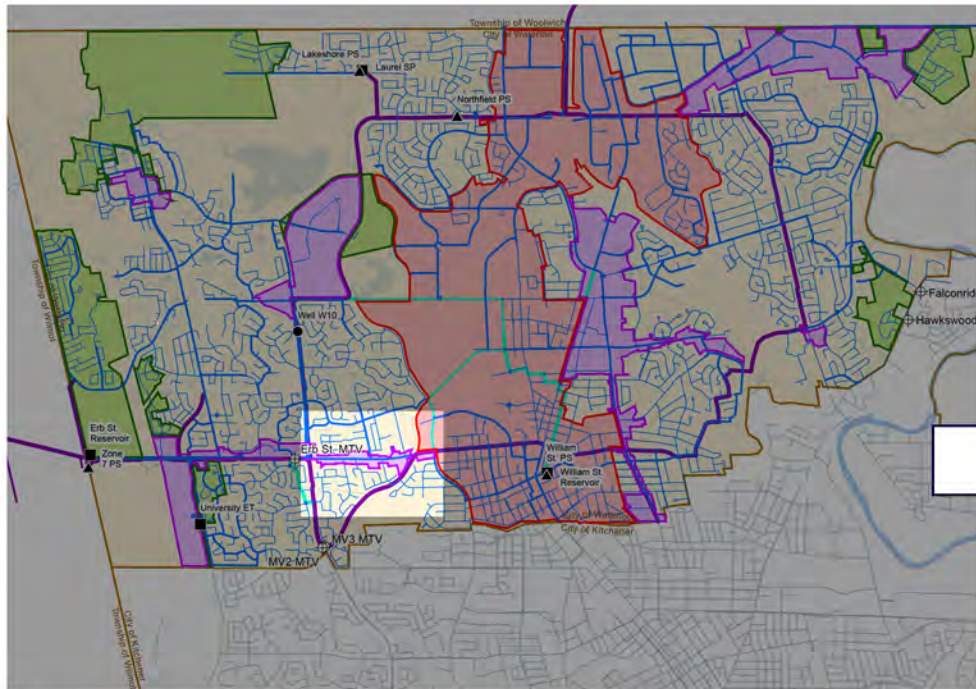 Township of Woolwich
City of Waterloo
Lakeshore PS
Laurel SP
Northfield PS
Township of Wilmot
Falconridg
Hawkswood
Well W10
Erb St.
Reservoir
Zone
7 PS
Erb St. MTV
William
St. PS
William St.
Reservoir
University ET
City of Waterloo
City of Kitchener
MV3 MTV
MV2 MTV
City of Kitchener
Township of Wilmot